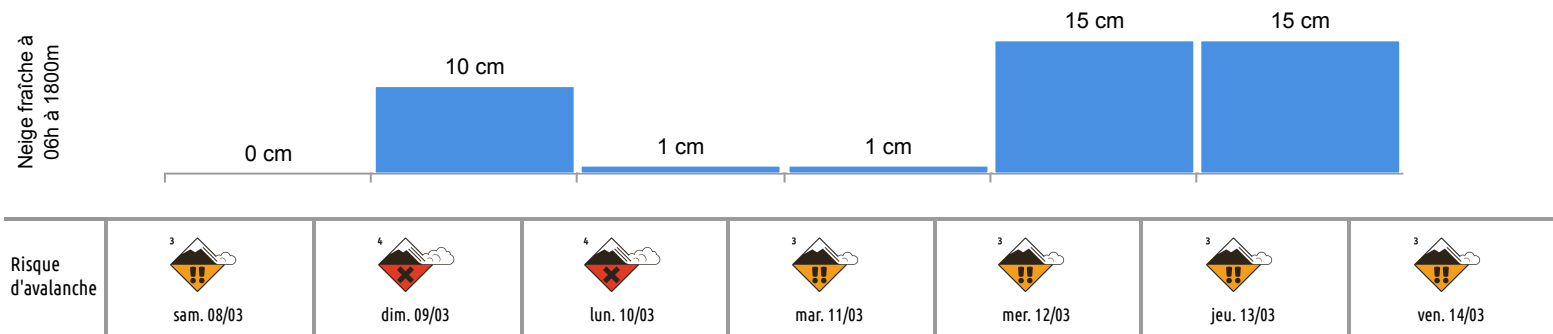 Neige fraîche à
06h à 1800m
0 cm
10 cm
1 cm
1 cm
15 cm
15 cm
Risque
d'avalanche
3
sam. 08/03
4
dim. 09/03
4
lun. 10/03
3
mar. 11/03
3
mer. 12/03
3
jeu. 13/03
3
ven. 14/03